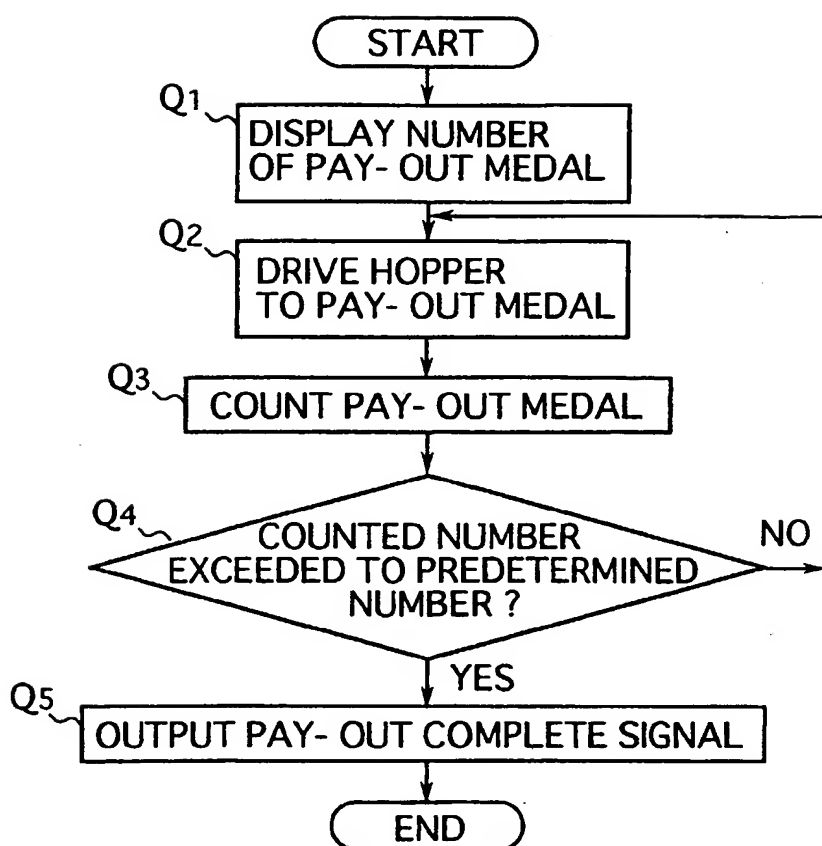 START
Q1
DISPLAY NUMBER
OF PAY- OUT MEDAL
Q2
DRIVE HOPPER
TO PAY- OUT MEDAL
Q3
COUNT PAY- OUT MEDAL
Q4
COUNTED NUMBER
EXCEEDED TO PREDETERMINED
NUMBER ?
NO
YES
Q5
OUTPUT PAY- OUT COMPLETE SIGNAL
END